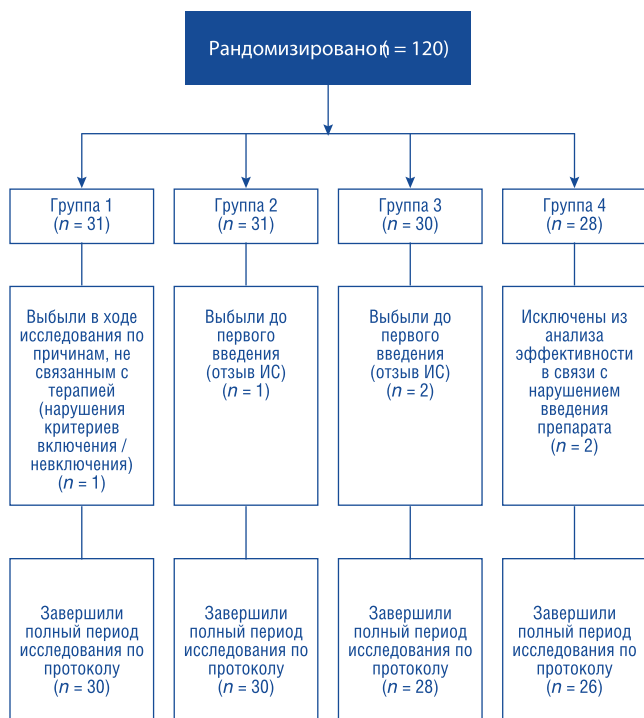 Рандомизировано (n = 120)
Группа 1
(n = 31)
Группа 2
(n = 31)
Группа 3
(n = 30)
Группа 4
(n = 28)
Выбыли в ходе
исследования по
причинам, не
связанным с
терапией
(нарушения
критериев
включения /
невключения)
(n = 1)
Выбыли до
первого
введения
(отзыв ИС)
(n = 1)
Выбыли до
первого
введения
(отзыв ИС)
(n = 2)
Исключены из
анализа
эффективности
в связи с
нарушением
введения
препарата
(n = 2)
Завершили
полный период
исследования по
протоколу
(n = 30)
Завершили
полный период
исследования по
протоколу
(n = 30)
Завершили
полный период
исследования по
протоколу
(n = 28)
Завершили
полный период
исследования по
протоколу
(n = 26)